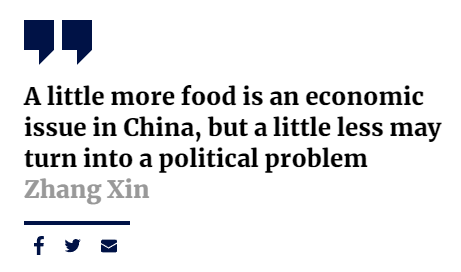 A little more food is an economic
issue in China, but a little less may
turn into a political problem
Zhang Xin